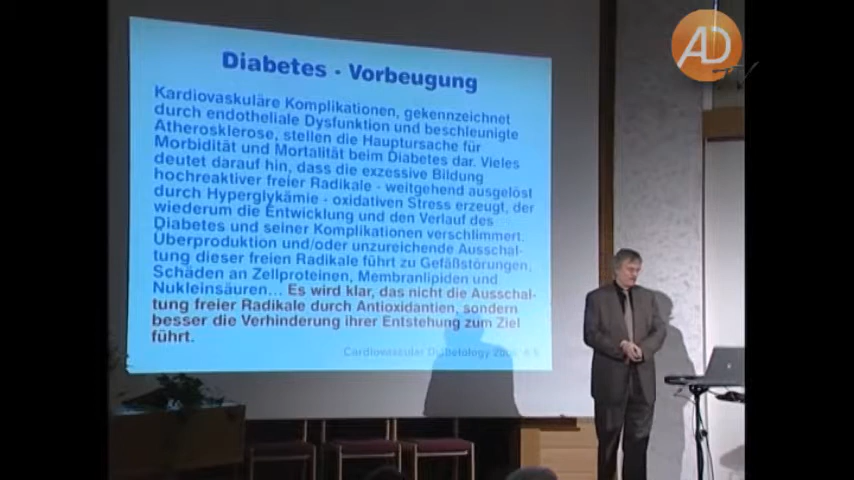 AD
TV
Diabetes - Vorbeugung
Kardiovaskuläre Komplikationen, gekennzeichnet
durch endotheliale Dysfunktion und beschleunigte
Atherosklerose, stellen die Hauptursache für
Morbidität und Mortalität beim Diabetes dar. Vieles
deutet darauf hin, dass die exzessive Bildung
hochreaktiver freier Radikale - weitgehend ausgelöst
durch Hyperglykämie - oxidativen Stress erzeugt, der
wiederum die Entwicklung und den Verlauf des
Diabetes und seiner Komplikationen verschlimmert.
Überproduktion und/oder unzureichende Ausschal-
tung dieser freien Radikale führt zu Gefäßstörungen,
Schäden an Zellproteinen, Membranlipiden und
Nukleinsäuren... Es wird klar, das nicht die Ausschal-
tung freier Radikale durch Antioxidantien, sondern
besser die Verhinderung ihrer Entstehung zum Ziel
führt.
Cardiovascular Diabetology